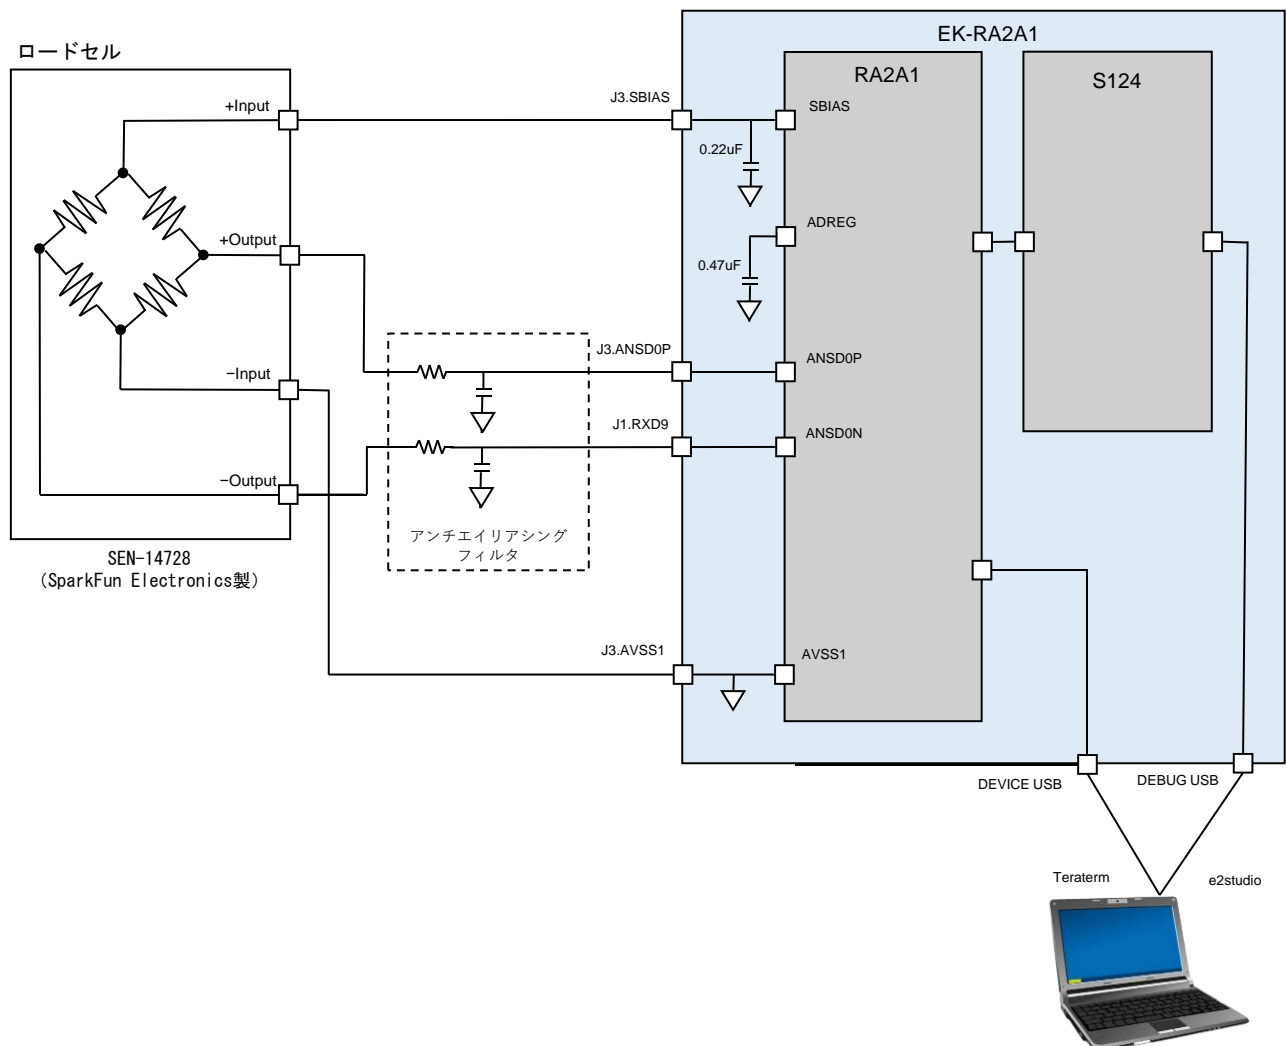 EK-RA2A1
ロードセル
RA2A1
S124
+Input
J3.SBIAS
SBIAS
0.22uF
+Output
ADREG
0.47uF
J3.ANSD0P
ANSD0P
−Input
J1.RXD9
ANSD0N
−Output
アンチエイリアシング
フィルタ
SEN-14728
(SparkFun Electronics製)
J3.AVSS1
AVSS1
DEVICE USB
DEBUG USB
Teraterm
e2studio